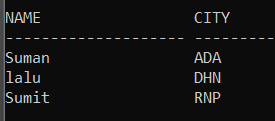 NAME                 CITY
-------------------- ----------
Suman                ADA
lalu                 DHN
Sumit                RNP